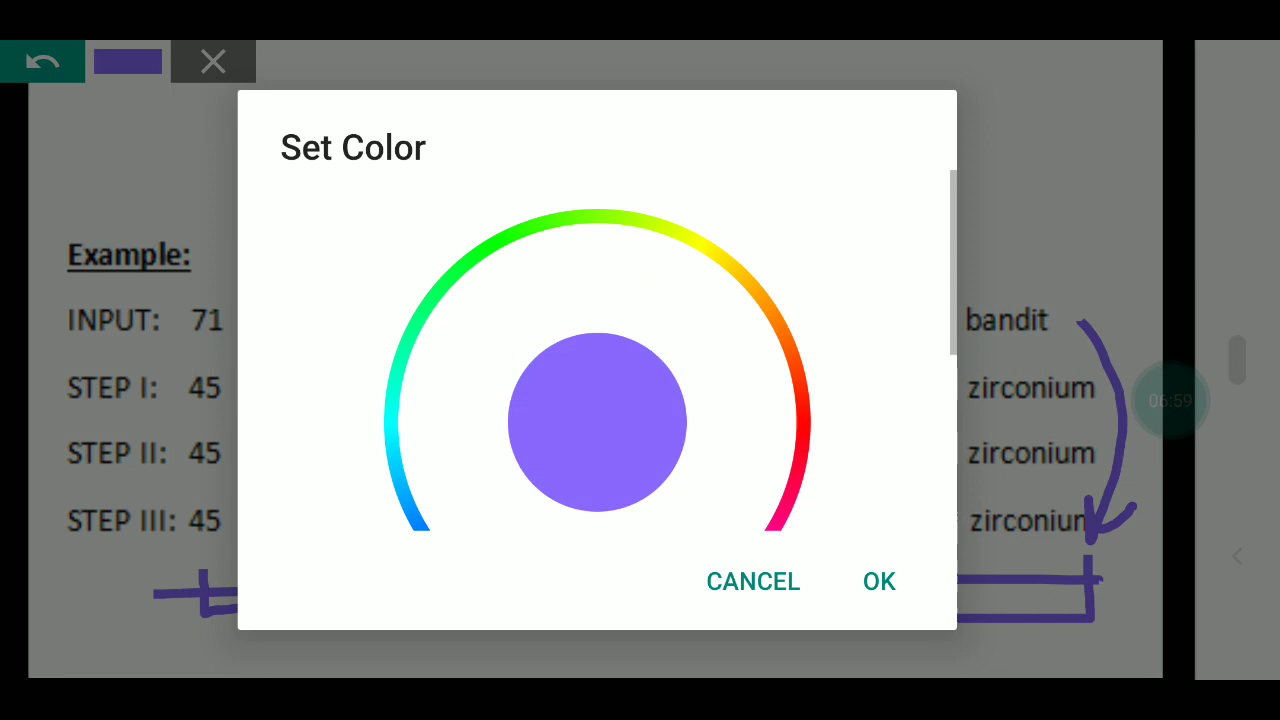 Set Color
Example:
INPUT: 71 bandit
STEP I: 45 zirconium
06:59
STEP II: 45 zirconium
STEP III: 45 zirconium
CANCEL OK